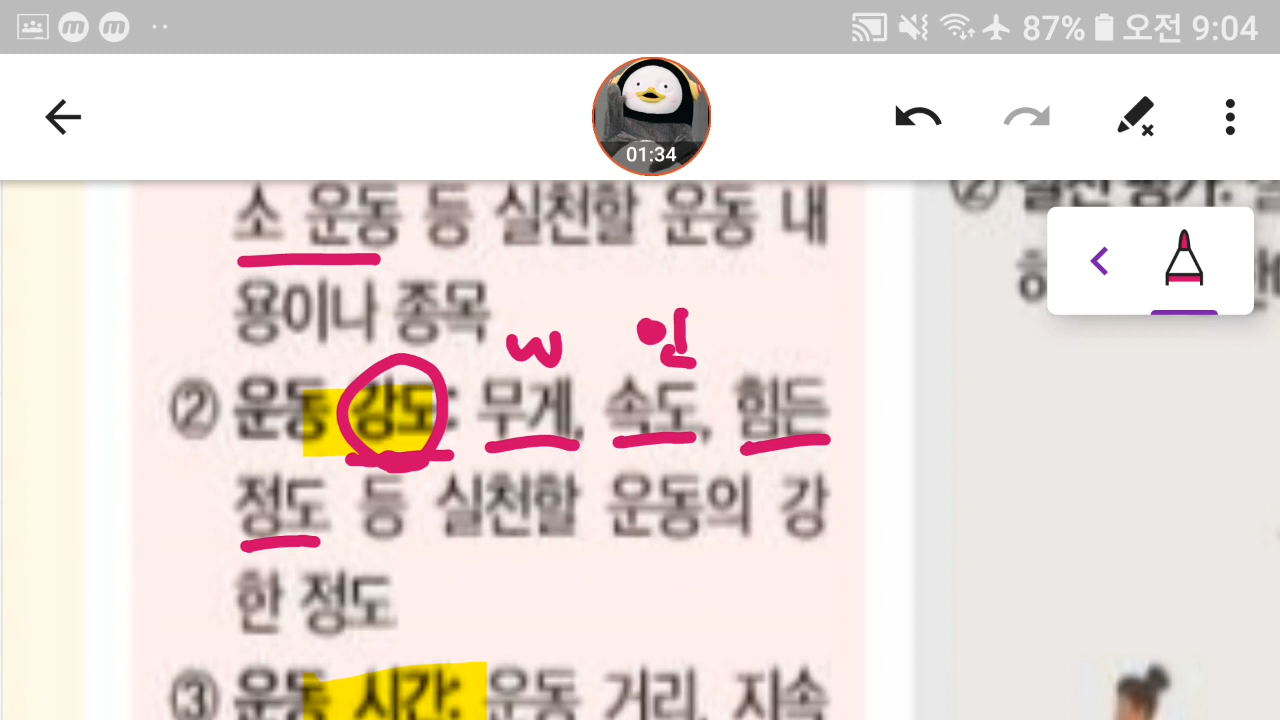 87% 오전 9:04
01:34
소 운동 등 실천할 운동 내
용이나 종목
w 인
② 운동 강도: 무게, 속도, 힘든
정도 등 실천할 운동의 강
한 정도
③ 운동 시간: 운동 거리, 지속
②